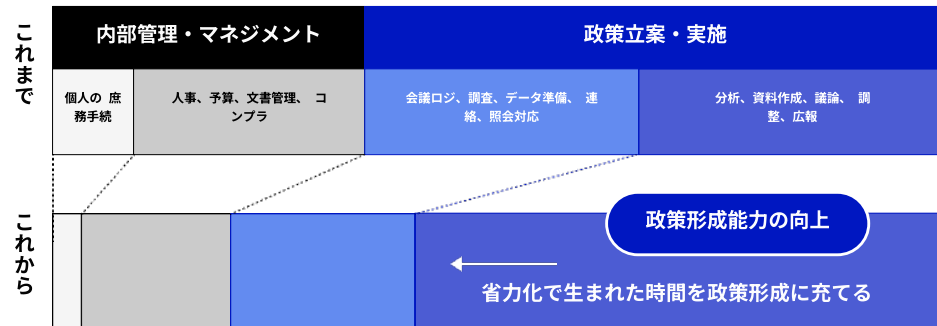 これまで
内部管理・マネジメント
政策立案・実施
個人の 庶
務手続
人事、予算、文書管理、 コ
ンプラ
会議ロジ、調査、データ準備、 連
絡、照会対応
分析、資料作成、議論、 調
整、広報
これから
政策形成能力の向上
省力化で生まれた時間を政策形成に充てる